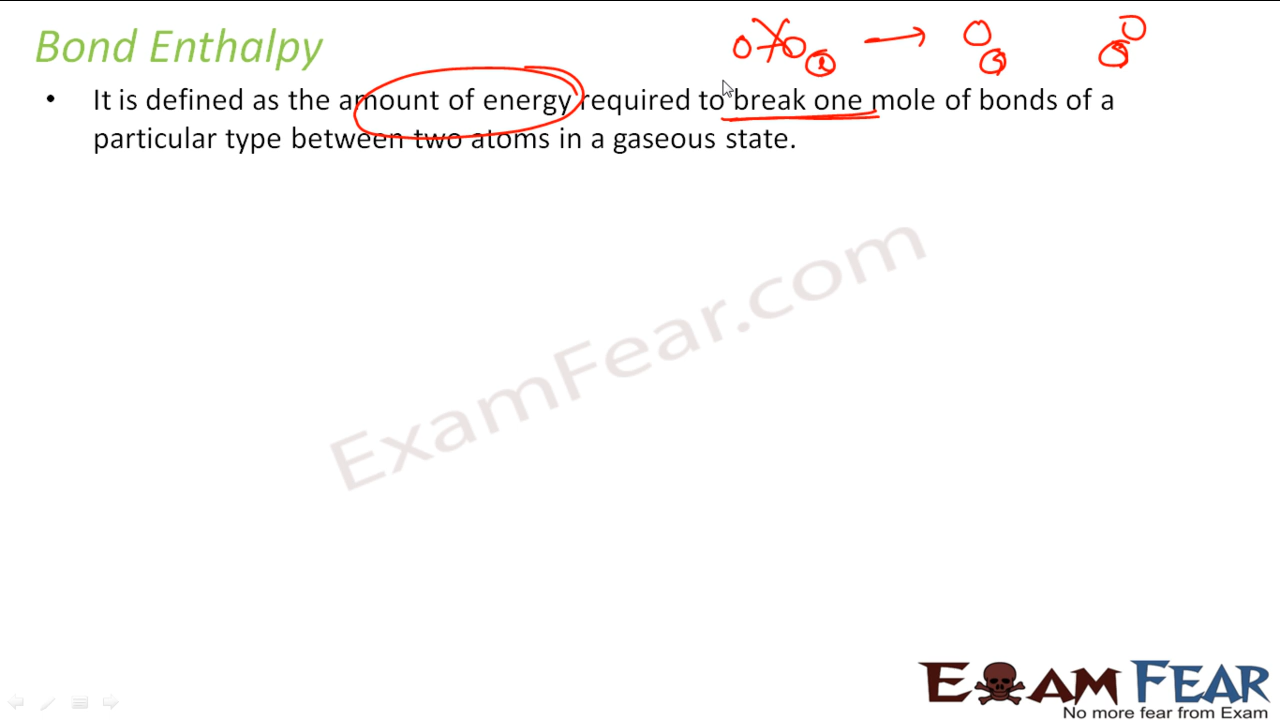 Bond Enthalpy
• It is defined as the amount of energy required to break one mole of bonds of a
particular type between two atoms in a gaseous state.
ExamFear.com
EXAM FEAR
No more fear from Exam